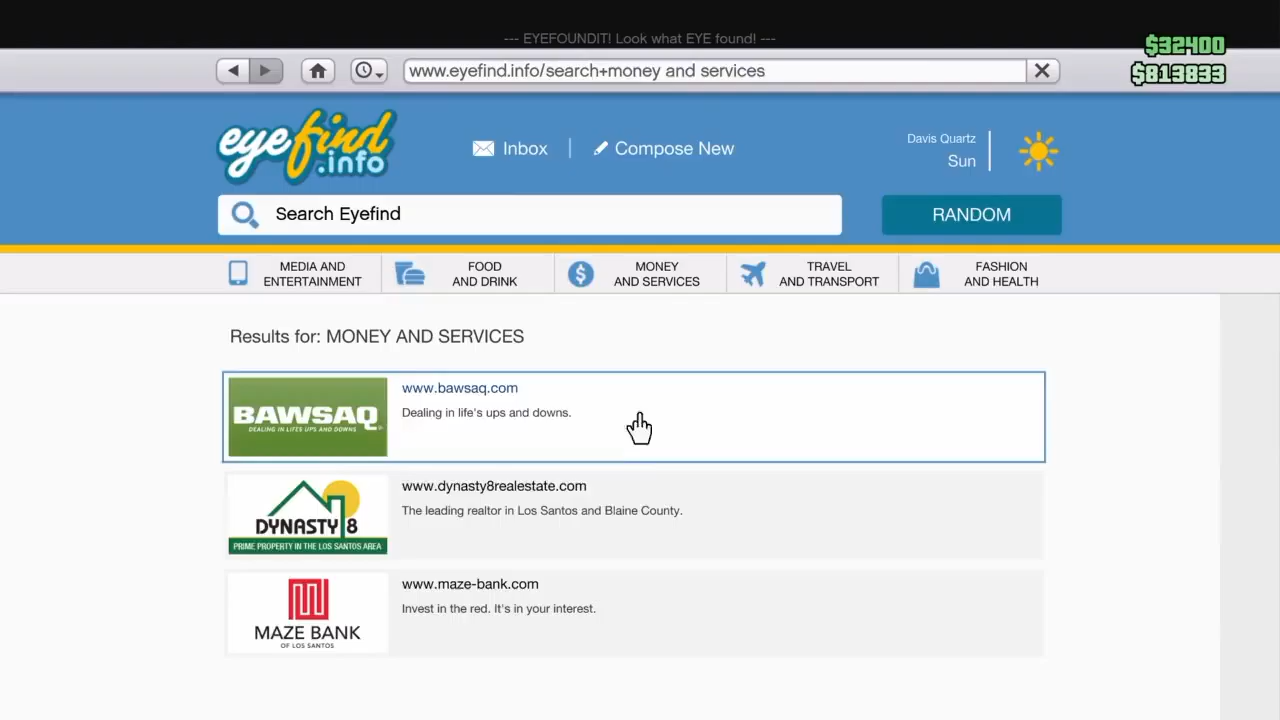 --- EYEFOUNDIT! Look what EYE found! ---
$32400
$813833
www.eyefind.info/search+money and services
eyefind
.info
Inbox
Compose New
Davis Quartz
Sun
Search Eyefind
RANDOM
MEDIA AND
ENTERTAINMENT
FOOD
AND DRINK
MONEY
AND SERVICES
TRAVEL
AND TRANSPORT
FASHION
AND HEALTH
Results for: MONEY AND SERVICES
BAWSAQ
DEALING IN LIFE'S UPS AND DOWNS
www.bawsaq.com
Dealing in life's ups and downs.
DYNASTY 8
PRIME PROPERTY IN THE LOS SANTOS AREA
www.dynasty8realestate.com
The leading realtor in Los Santos and Blaine County.
MAZE BANK
OF LOS SANTOS
www.maze-bank.com
Invest in the red. It's in your interest.